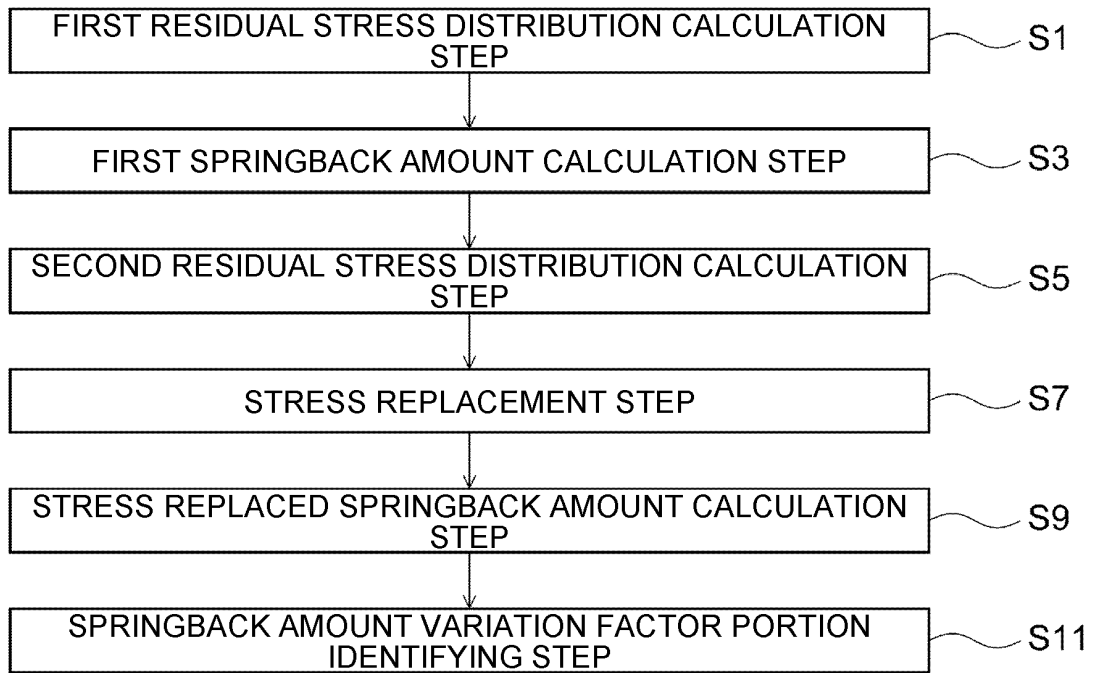 FIRST RESIDUAL STRESS DISTRIBUTION CALCULATION
STEP
S1
FIRST SPRINGBACK AMOUNT CALCULATION STEP
S3
SECOND RESIDUAL STRESS DISTRIBUTION CALCULATION
STEP
S5
STRESS REPLACEMENT STEP
S7
STRESS REPLACED SPRINGBACK AMOUNT CALCULATION
STEP
S9
SPRINGBACK AMOUNT VARIATION FACTOR PORTION
IDENTIFYING STEP
S11